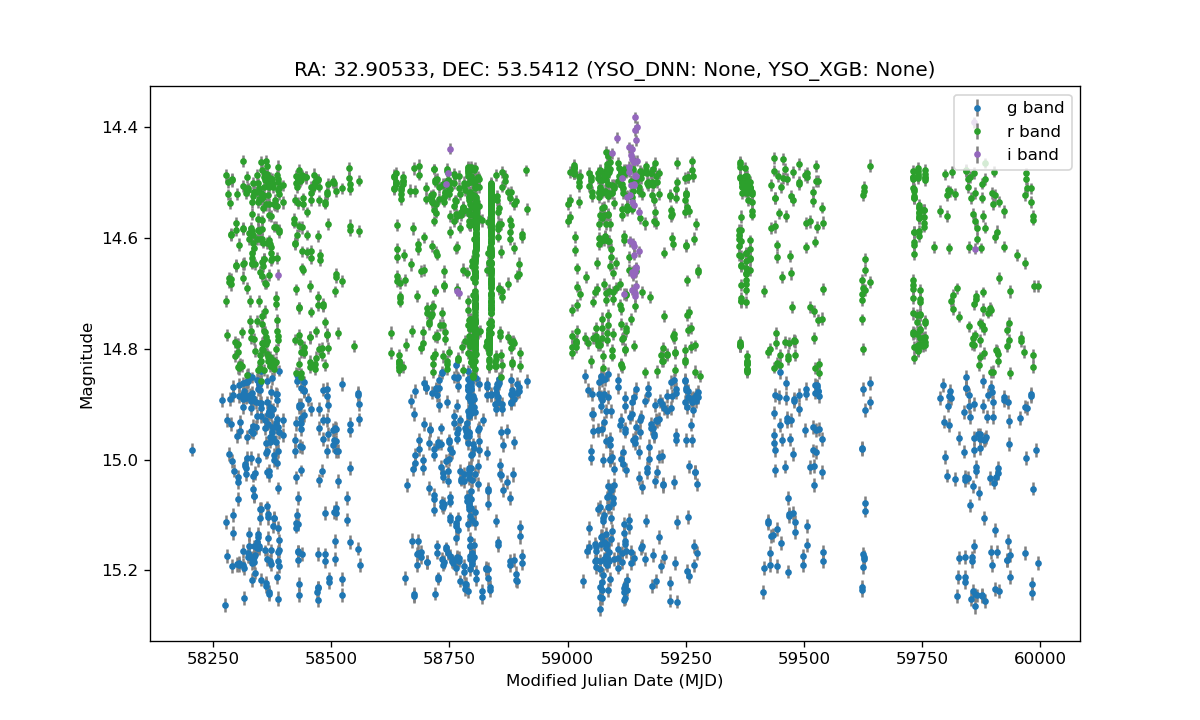 RA: 32.90533, DEC: 53.5412 (YSO_DNN: None, YSO_XGB: None)
g band
r band
i band
14.4
14.6
14.8
15.0
15.2
Magnitude
58250 58500 58750 59000 59250 59500 59750 60000
Modified Julian Date (MJD)